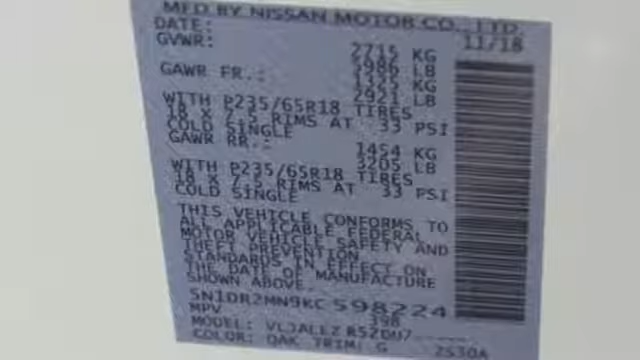 MFD BY NISSAN MOTOR CO., LTD.
DATE: 11/18
GVWR: 2715 KG
5986 LB
GAWR FR.: 1325 KG
2921 LB
WITH P235/65R18 TIRES
18 X 7.5 RIMS AT 33 PSI
COLD SINGLE
GAWR RR.: 1454 KG
3205 LB
WITH P235/65R18 TIRES
18 X 7.5 RIMS AT 33 PSI
COLD SINGLE
THIS VEHICLE CONFORMS TO
ALL APPLICABLE FEDERAL
MOTOR VEHICLE SAFETY AND
THEFT PREVENTION
STANDARDS IN EFFECT ON
THE DATE OF MANUFACTURE
SHOWN ABOVE.
5N1DR2MN9KC598224
MPV
MODEL:
COLOR: QAK TRIM: G